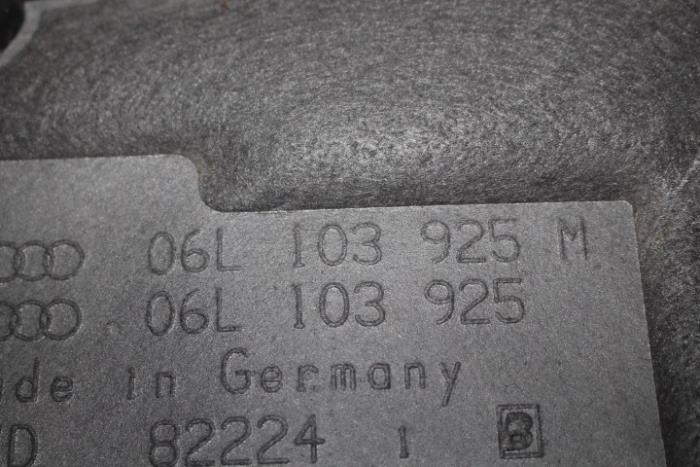 06L 103 925 M
06L 103 925
ade in Germany
D 82224 1 B